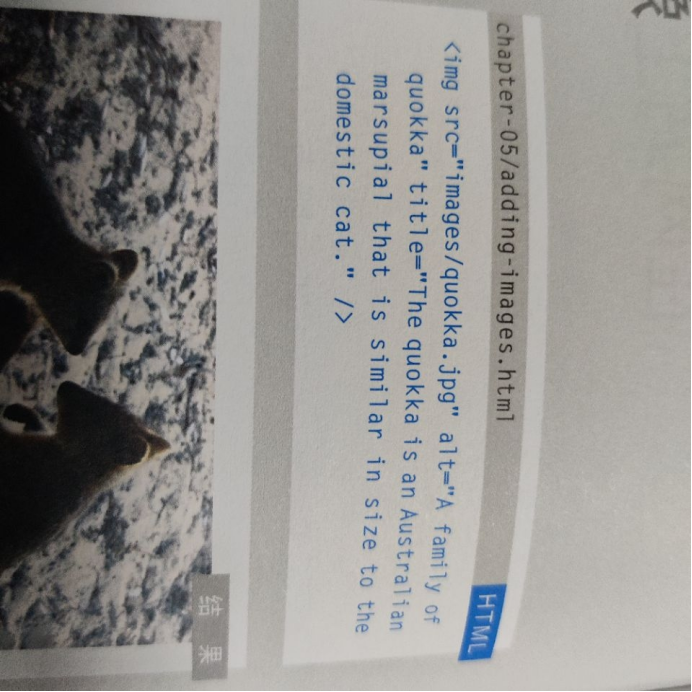 chapter-05/adding-images.html
HTML
<img src="images/quokka.jpg" alt="A family of
quokka" title="The quokka is an Australian
marsupial that is similar in size to the
domestic cat." />
结 果